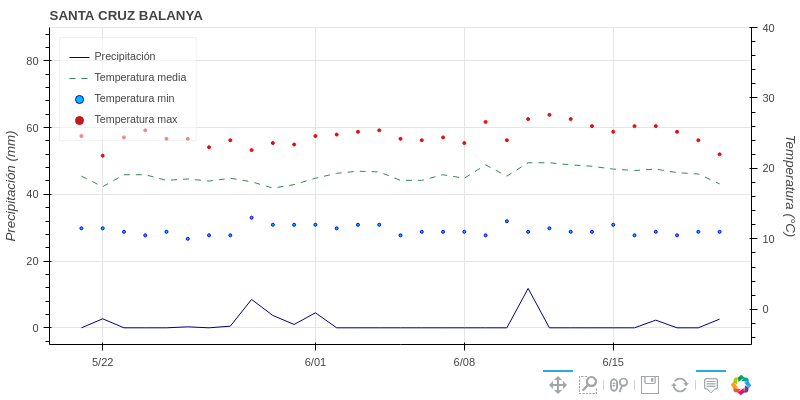 SANTA CRUZ BALANYA
Precipitación
Temperatura media
Temperatura min
Temperatura max
Precipitación (mm)
80
60
40
20
0
Temperatura (°C)
40
30
20
10
0
5/22
6/01
6/08
6/15